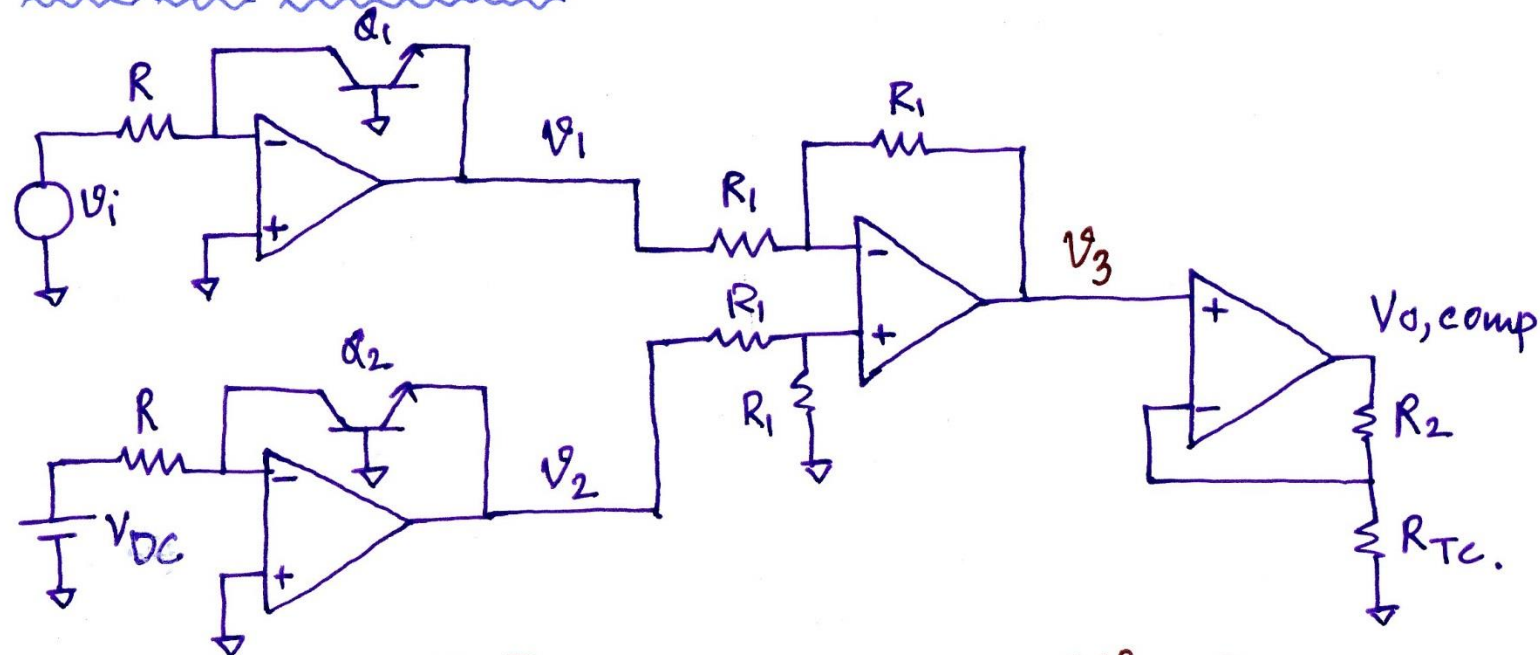 Q1
R
R1
v1
−
R1
vi
+
−
v3
R1
+
Vo,comp
Q2
+
R
R1
R2
−
v2
−
VDC
RTC.
+